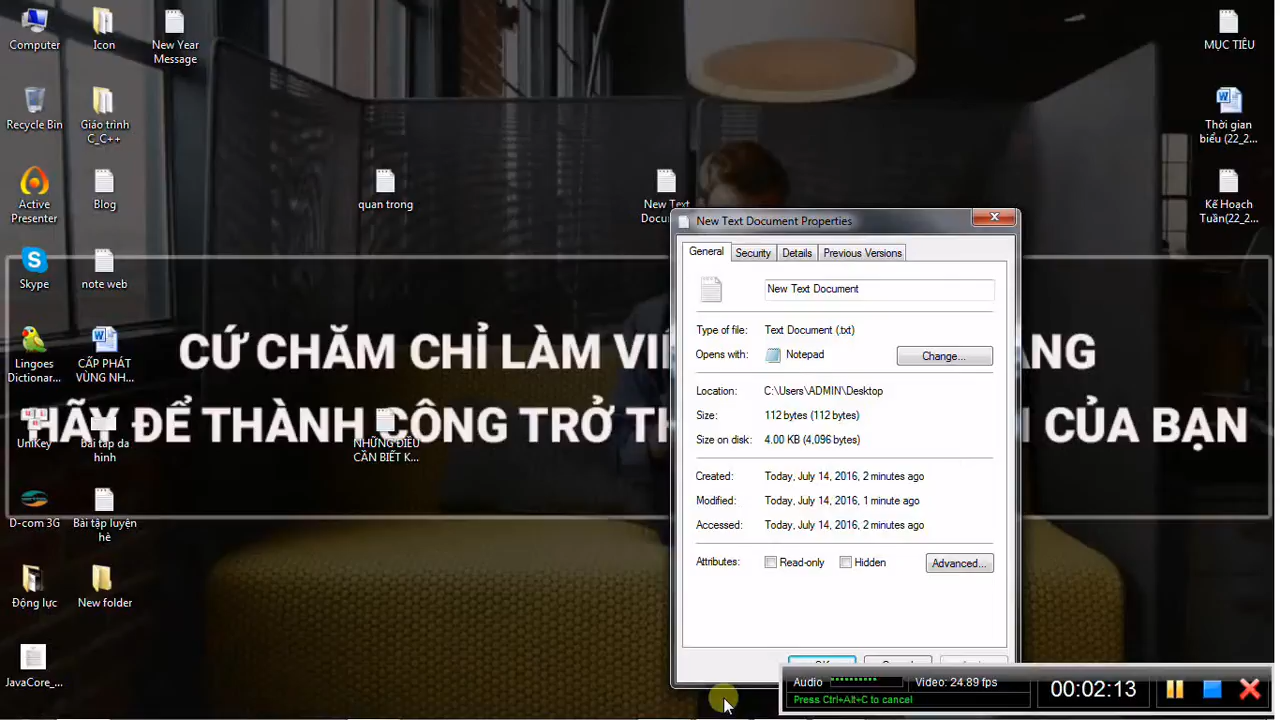 Computer
Icon
New Year
Message
MỤC TIÊU
Recycle Bin
Giáo trình
C_C++
Thời gian
biểu (22_2...
Active
Presenter
Blog
quan trong
New Text
Kế Hoạch
Tuần(22_2...
Skype
note web
Lingoes
Dictionar...
CẤP PHÁT
VÙNG NH...
CỨ CHĂM CHỈ LÀM
HÃY ĐỂ THÀNH CÔNG TRỞ
CỦA BẠN
UniKey
Bài tập da
hình
NHỮNG ĐIỀU
CẦN BIẾT K...
D-com 3G
Bài tập luyện
hè
Động lực
New folder
JavaCore_...
New Text Document Properties
General
Security
Details
Previous Versions
New Text Document
Type of file:
Text Document (.txt)
Opens with:
Notepad
Change...
Location:
C:\Users\ADMIN\Desktop
Size:
112 bytes (112 bytes)
Size on disk:
4.00 KB (4,096 bytes)
Created:
Today, July 14, 2016, 2 minutes ago
Modified:
Today, July 14, 2016, 1 minute ago
Accessed:
Today, July 14, 2016, 2 minutes ago
Attributes:
Read-only
Hidden
Advanced...
Audio
Video: 24.89 fps
Press Ctrl+Alt+C to cancel
00:02:13